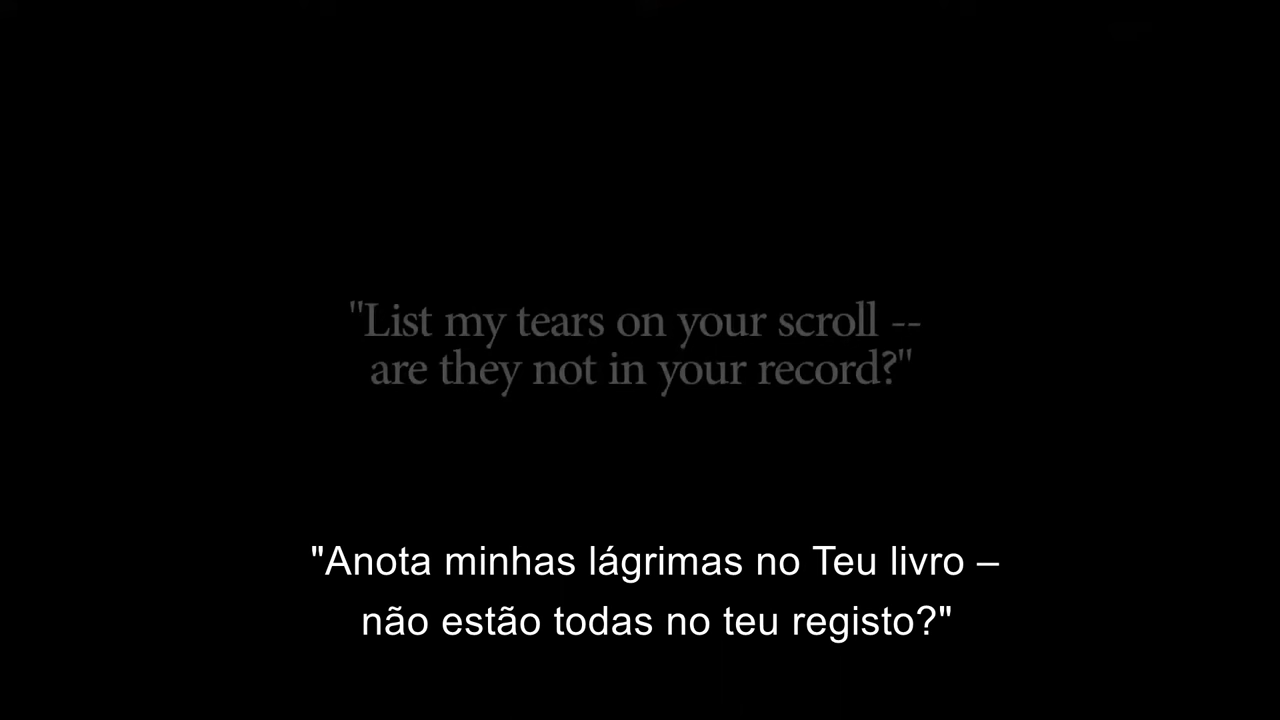 "List my tears on your scroll --
are they not in your record?"
"Anota minhas lágrimas no Teu livro –
não estão todas no teu registo?"